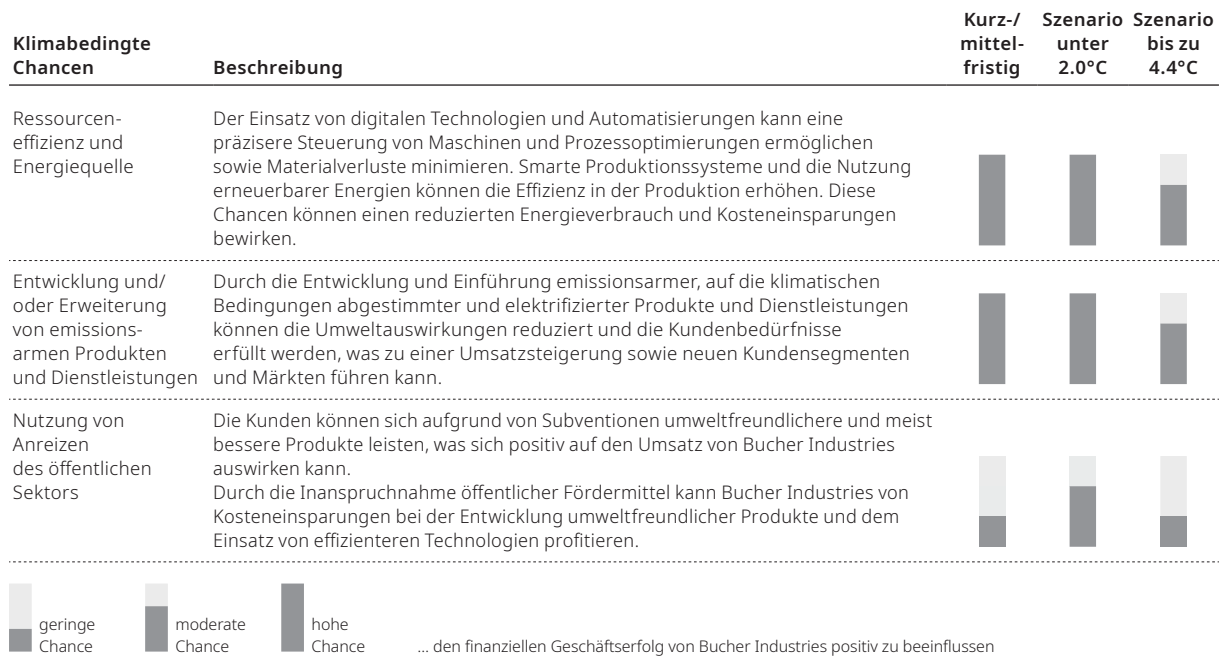 Klimabedingte
Chancen
Beschreibung
Kurz-/
mittel-
fristig
Szenario
unter
2.0°C
Szenario
bis zu
4.4°C
Ressourcen-
effizienz und
Energiequelle
Der Einsatz von digitalen Technologien und Automatisierungen kann eine
präzisere Steuerung von Maschinen und Prozessoptimierungen ermöglichen
sowie Materialverluste minimieren. Smarte Produktionssysteme und die Nutzung
erneuerbarer Energien können die Effizienz in der Produktion erhöhen. Diese
Chancen können einen reduzierten Energieverbrauch und Kosteneinsparungen
bewirken.
Entwicklung und/
oder Erweiterung
von emissions-
armen Produkten
und Dienstleistungen
Durch die Entwicklung und Einführung emissionsarmer, auf die klimatischen
Bedingungen abgestimmter und elektrifizierter Produkte und Dienstleistungen
können die Umweltauswirkungen reduziert und die Kundenbedürfnisse
erfüllt werden, was zu einer Umsatzsteigerung sowie neuen Kundensegmenten
und Märkten führen kann.
Nutzung von
Anreizen
des öffentlichen
Sektors
Die Kunden können sich aufgrund von Subventionen umweltfreundlichere und meist
bessere Produkte leisten, was sich positiv auf den Umsatz von Bucher Industries
auswirken kann.
Durch die Inanspruchnahme öffentlicher Fördermittel kann Bucher Industries von
Kosteneinsparungen bei der Entwicklung umweltfreundlicher Produkte und dem
Einsatz von effizienteren Technologien profitieren.
geringe
Chance
moderate
Chance
hohe
Chance
... den finanziellen Geschäftserfolg von Bucher Industries positiv zu beeinflussen